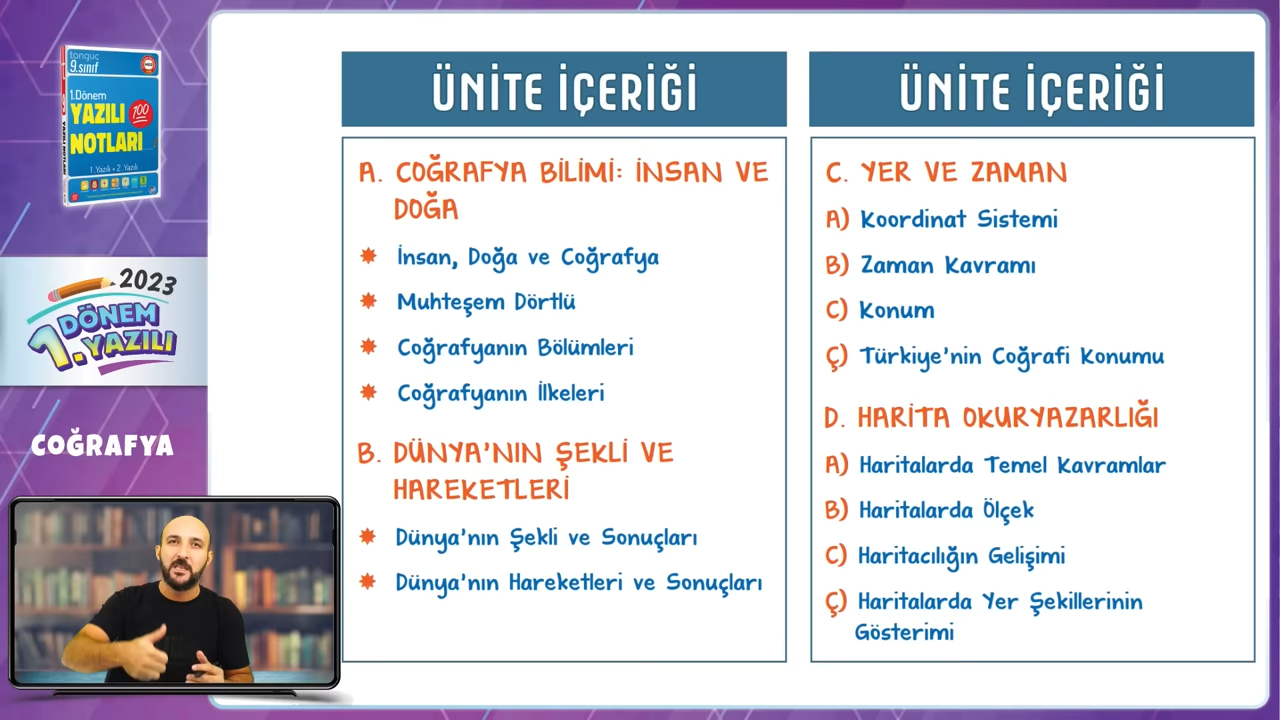 tonguç
9.sınıf
1.Dönem
YAZILI
100
NOTLARI
1.Yazılı • 2. Yazılı
YAZILI NOTLARI
2023
1. DÖNEM
YAZILI
COĞRAFYA
ÜNİTE İÇERİĞİ
A. COĞRAFYA BİLİMİ: İNSAN VE
DOĞA
İnsan, Doğa ve Coğrafya
Muhteşem Dörtlü
Coğrafyanın Bölümleri
Coğrafyanın İlkeleri
B. DÜNYA'NIN ŞEKLİ VE
HAREKETLERİ
Dünya'nın Şekli ve Sonuçları
Dünya'nın Hareketleri ve Sonuçları
ÜNİTE İÇERİĞİ
C. YER VE ZAMAN
A) Koordinat Sistemi
B) Zaman Kavramı
C) Konum
Ç) Türkiye'nin Coğrafi Konumu
D. HARİTA OKURYAZARLIĞI
A) Haritalarda Temel Kavramlar
B) Haritalarda Ölçek
C) Haritacılığın Gelişimi
Ç) Haritalarda Yer Şekillerinin
Gösterimi